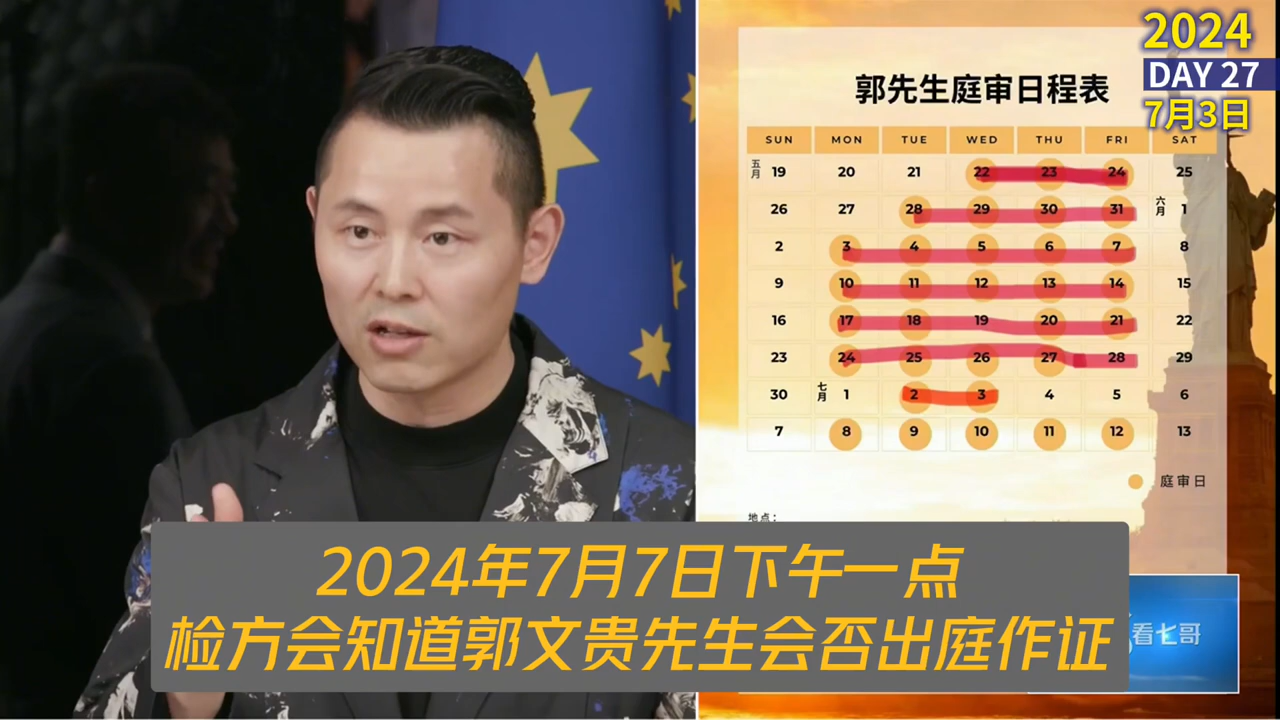 2024
DAY 27
7月3日
郭先生庭审日程表
SUN MON TUE WED THU FRI SAT
五月 19 20 21 22 23 24 25
26 27 28 29 30 31 六月 1
2 3 4 5 6 7 8
9 10 11 12 13 14 15
16 17 18 19 20 21 22
23 24 25 26 27 28 29
30 七月 1 2 3 4 5 6
7 8 9 10 11 12 13
庭审日
地点：
2024年7月7日下午一点
检方会知道郭文贵先生会否出庭作证
看七哥